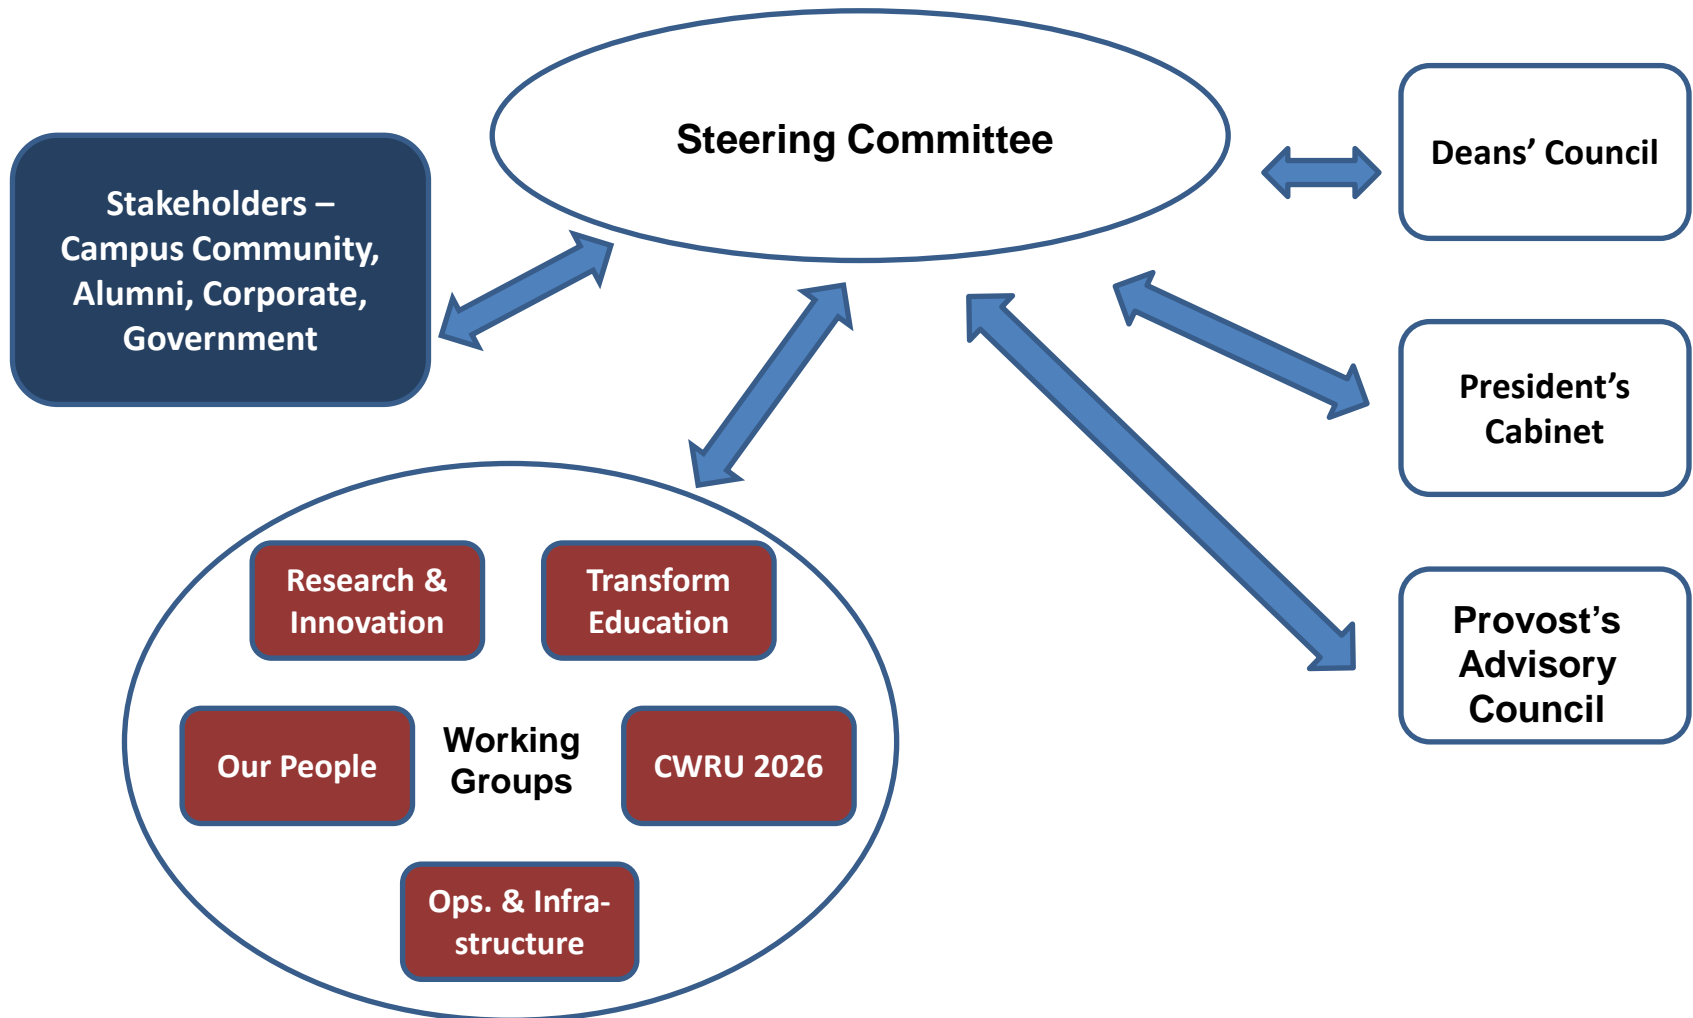 Steering Committee
Deans’ Council
Stakeholders –
Campus Community,
Alumni, Corporate,
Government
President’s
Cabinet
Research &
Innovation
Transform
Education
Provost’s
Advisory
Council
Our People
Working
Groups
CWRU 2026
Ops. & Infra-
structure